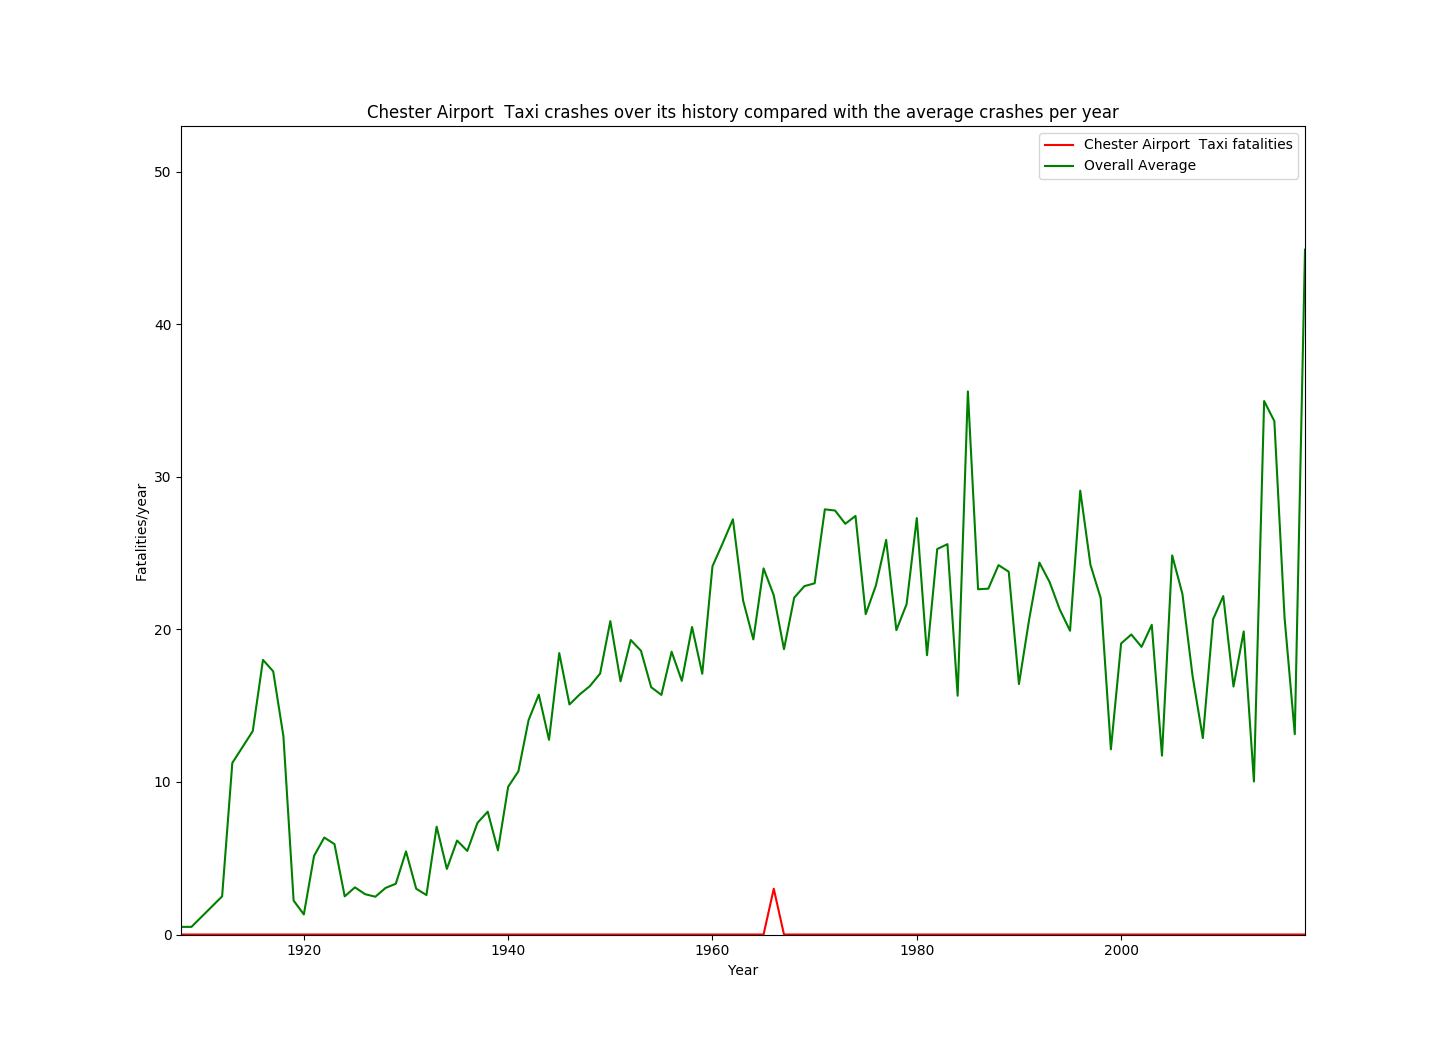 Chester Airport  Taxi crashes over its history compared with the average crashes per year
Chester Airport  Taxi fatalities
Overall Average
50
40
30
20
10
0
Fatalities/year
1920 1940 1960 1980 2000
Year